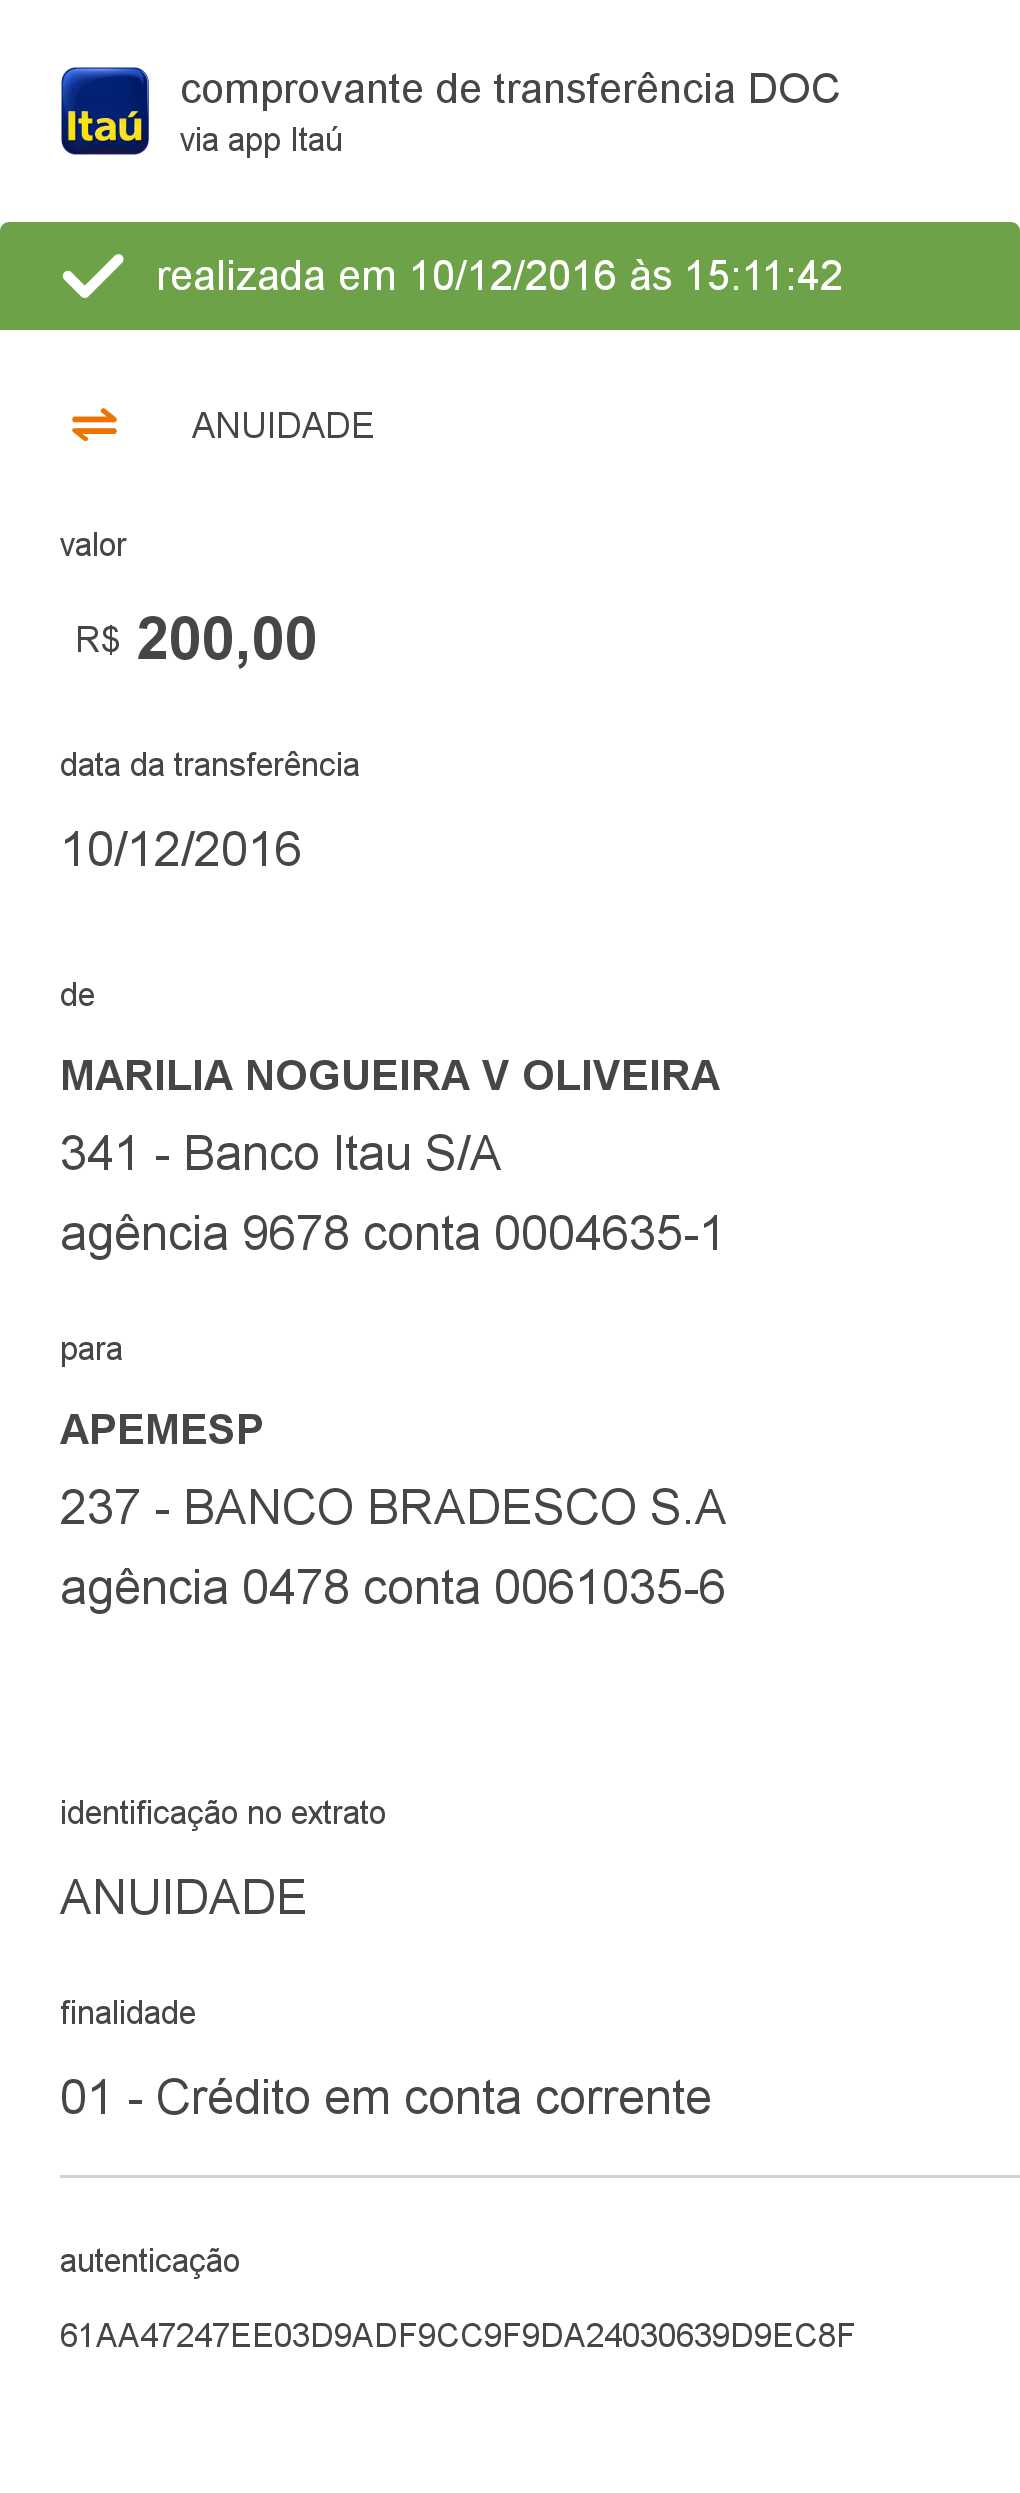 Itaú
comprovante de transferência DOC
via app Itaú
realizada em 10/12/2016 às 15:11:42
ANUIDADE
valor
R$ 200,00
data da transferência
10/12/2016
de
MARILIA NOGUEIRA V OLIVEIRA
341 - Banco Itau S/A
agência 9678 conta 0004635-1
para
APEMESP
237 - BANCO BRADESCO S.A
agência 0478 conta 0061035-6
identificação no extrato
ANUIDADE
finalidade
01 - Crédito em conta corrente
autenticação
61AA47247EE03D9ADF9CC9F9DA24030639D9EC8F